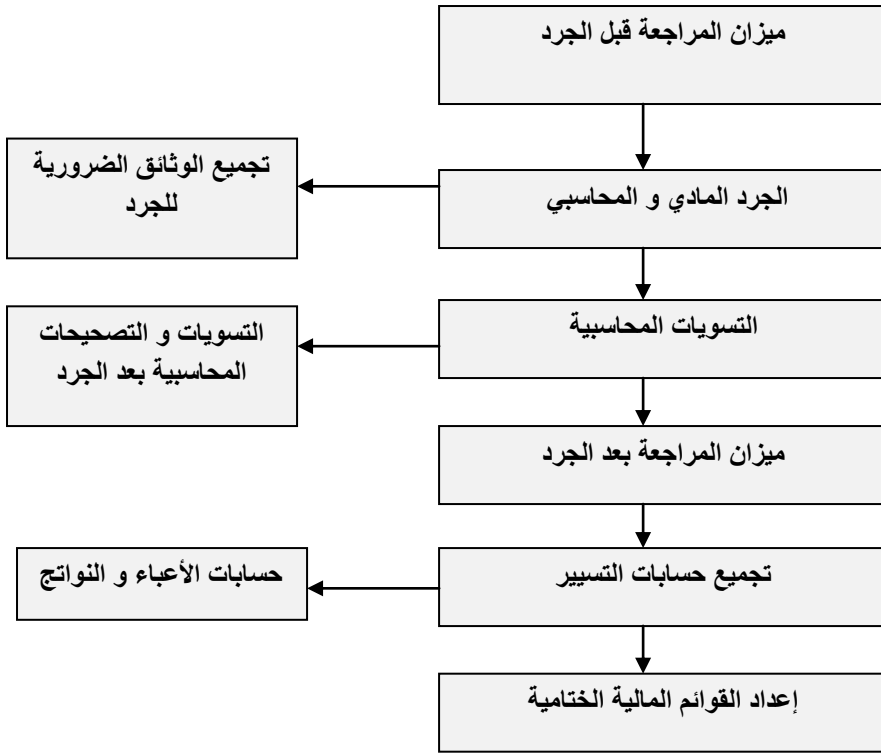 ميزان المراجعة قبل الجرد
تجميع الوثائق الضرورية
للجرد
الجرد المادي و المحاسبي
التسويات المحاسبية
التسويات و التصحيحات
المحاسبية بعد الجرد
ميزان المراجعة بعد الجرد
تجميع حسابات التسيير
حسابات الأعباء و النواتج
إعداد القوائم المالية الختامية